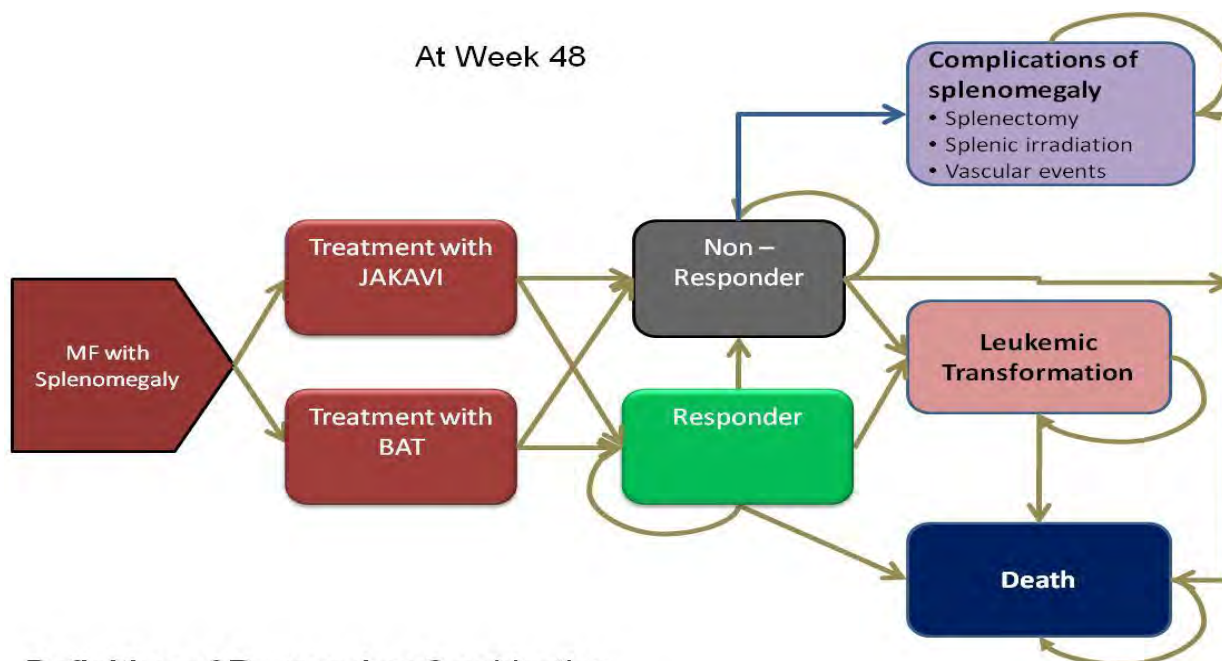 At Week 48
Complications of
splenomegaly
• Splenectomy
• Splenic irradiation
• Vascular events
Treatment with
JAKAVI
Non –
Responder
MF with
Splenomegaly
Leukemic
Transformation
Treatment with
BAT
Responder
Death